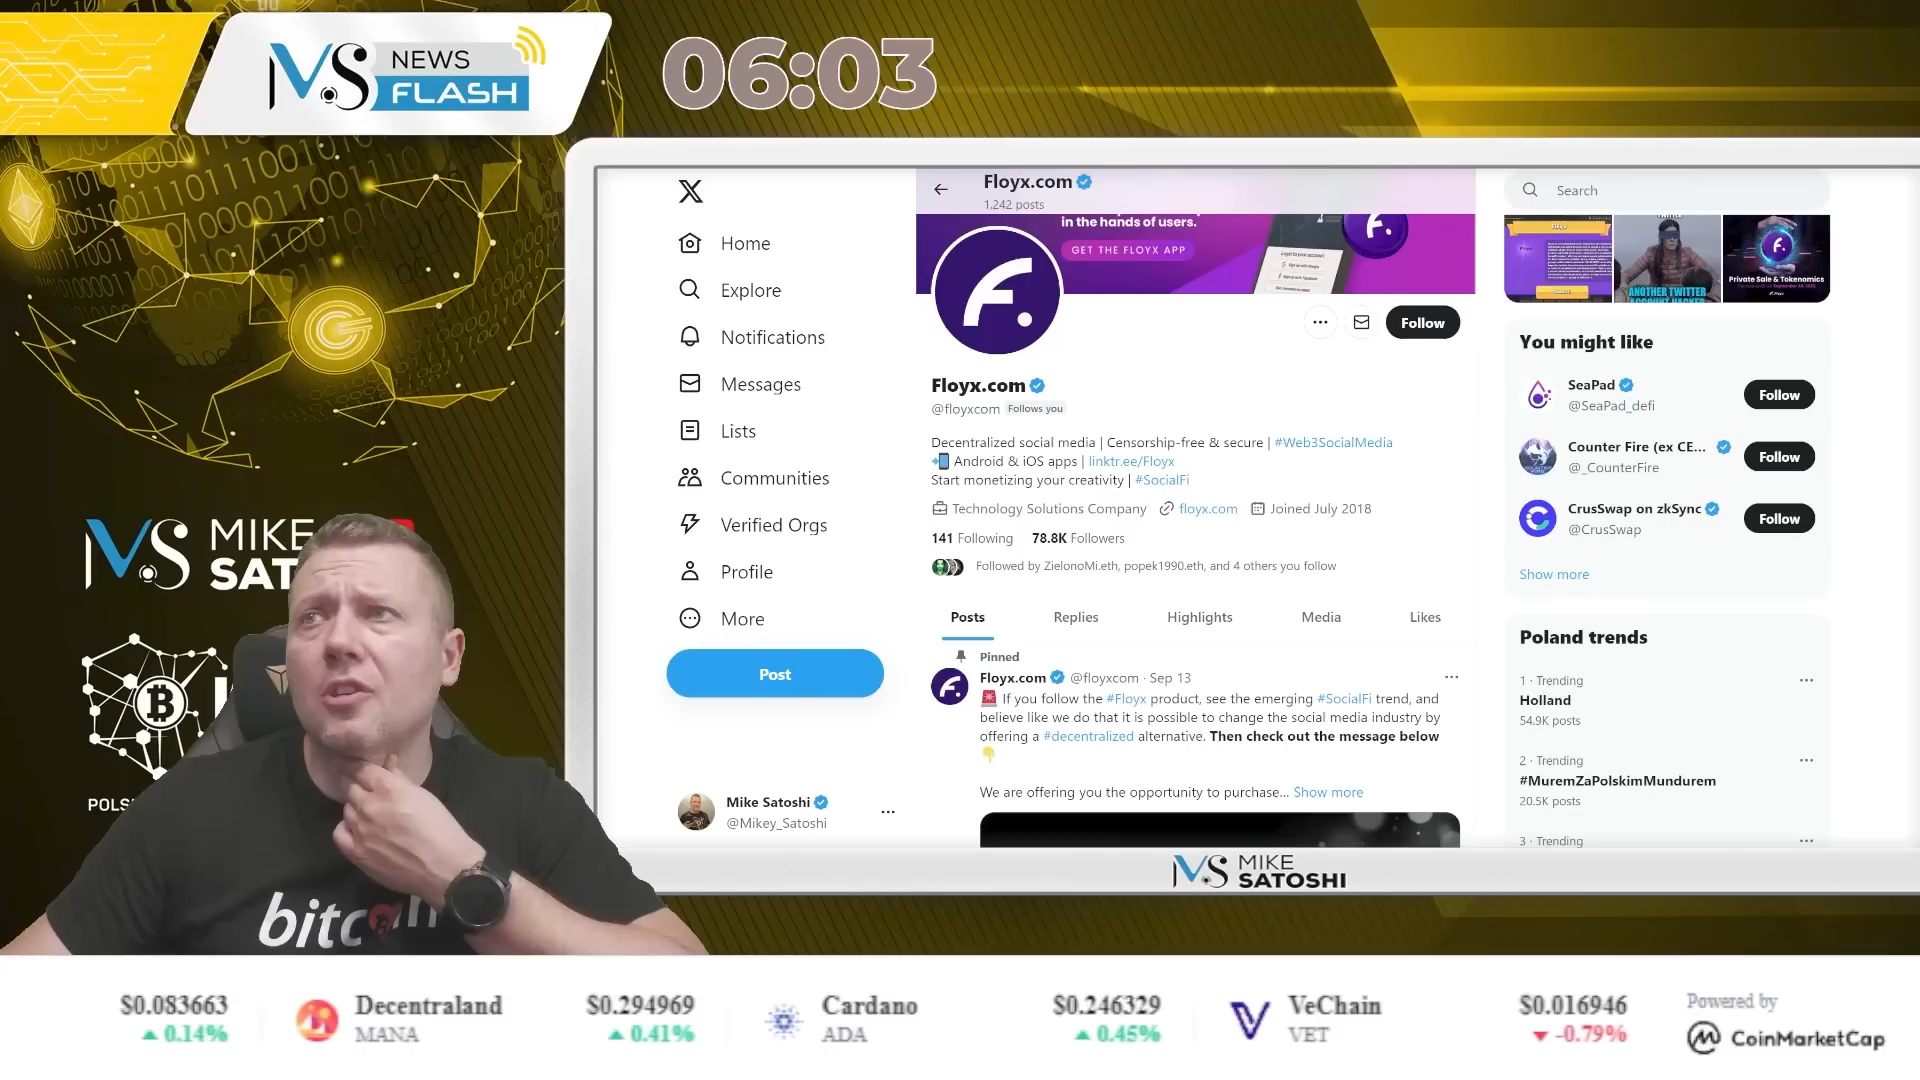 MS NEWS
FLASH
06:03
MS MIKE
SAT
POLS
bitc
Floyx.com
1,242 posts
in the hands of users.
GET THE FLOYX APP
Home
Explore
Notifications
Messages
Lists
Communities
Verified Orgs
Profile
More
Post
Mike Satoshi
@Mikey_Satoshi
Follow
Floyx.com
@floyxcom Follows you
Decentralized social media | Censorship-free & secure | #Web3SocialMedia
Android & iOS apps | linktr.ee/Floyx
Start monetizing your creativity | #SocialFi
Technology Solutions Company floyx.com Joined July 2018
141 Following 78.8K Followers
Followed by ZielonoMi.eth, popek1990.eth, and 4 others you follow
Posts Replies Highlights Media Likes
Pinned
Floyx.com @floyxcom · Sep 13
If you follow the #Floyx product, see the emerging #SocialFi trend, and
believe like we do that it is possible to change the social media industry by
offering a #decentralized alternative. Then check out the message below
We are offering you the opportunity to purchase... Show more
Search
ANOTHER TWITTER
ACCOUNT HACKED
Private Sale & Tokenomics
You might like
SeaPad
@SeaPad_defi
Follow
Counter Fire (ex CE...
@_CounterFire
Follow
CrusSwap on zkSync
@CrusSwap
Follow
Show more
Poland trends
1 · Trending
Holland
54.9K posts
2 · Trending
#MuremZaPolskimMundurem
20.5K posts
3 · Trending
MS MIKE
SATOSHI
$0.083663
0.14%
Decentraland
MANA
$0.294969
0.41%
Cardano
ADA
$0.246329
0.45%
VeChain
VET
$0.016946
-0.79%
Powered by
CoinMarketCap